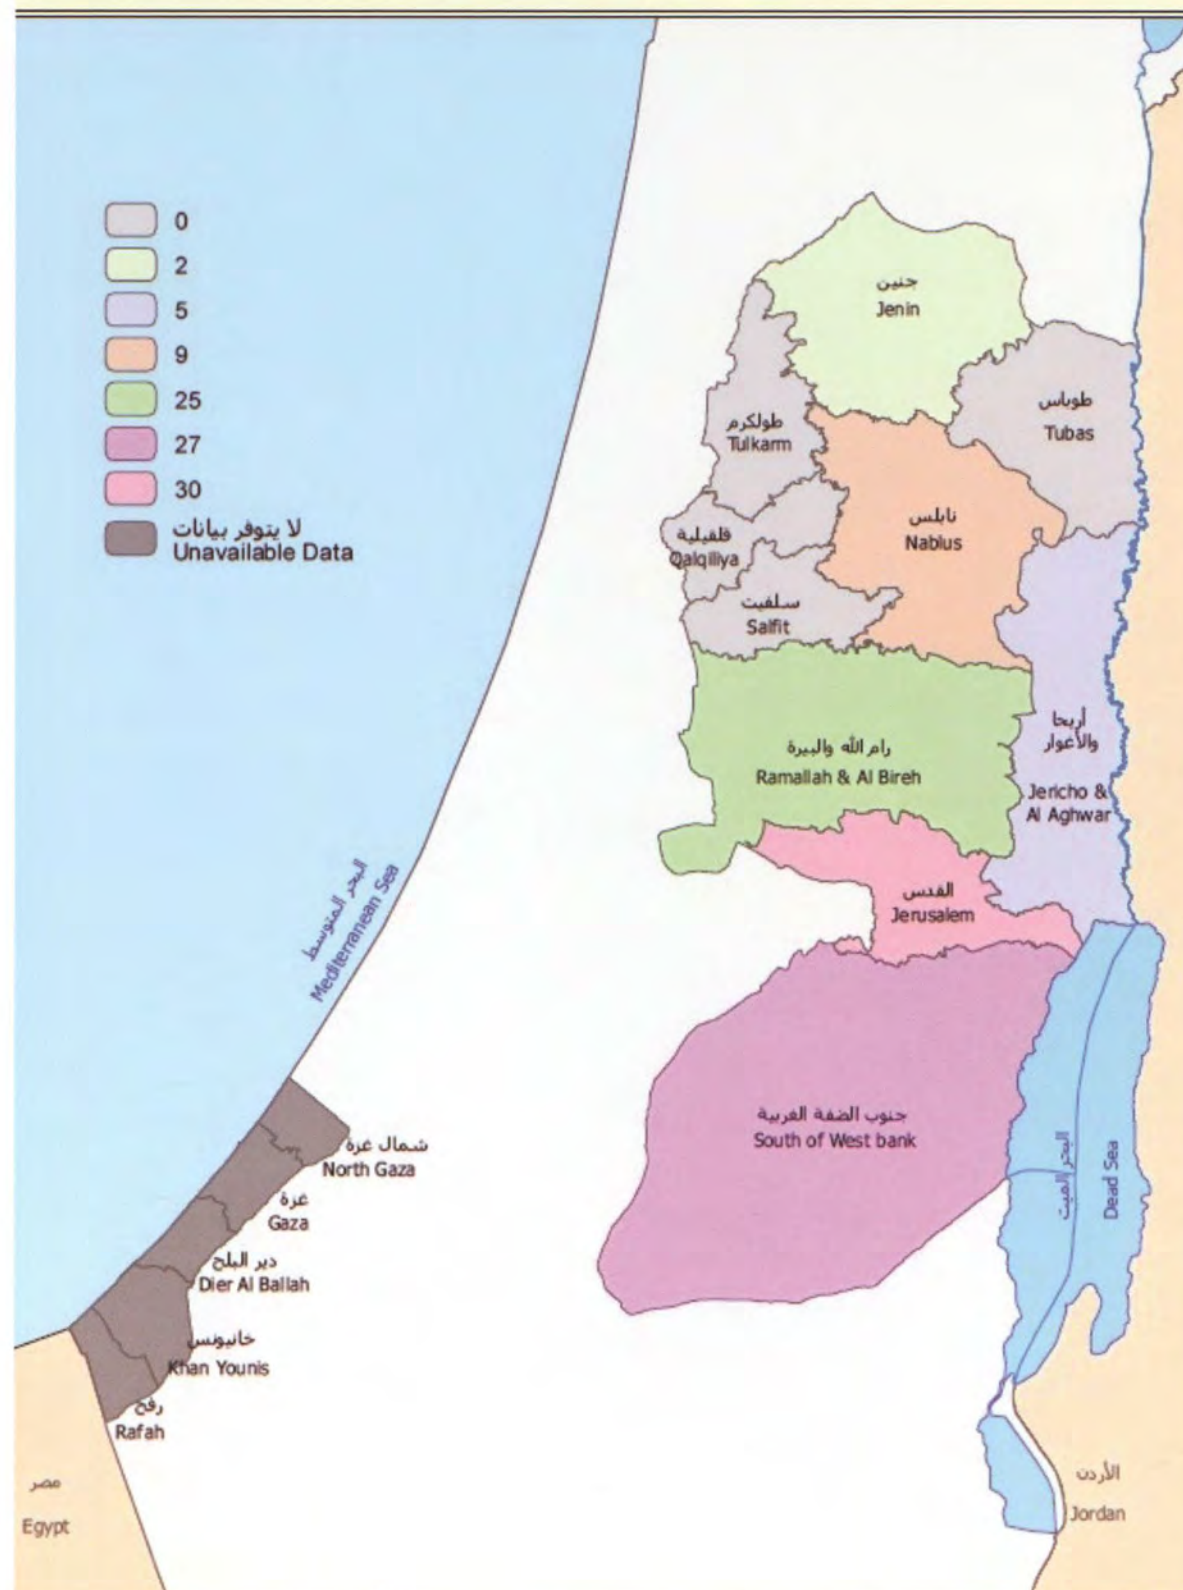 0
2
5
9
25
27
30
لا يتوفر بيانات
Unavailable Data
جنين
Jenin
طوباس
Tubas
طولكرم
Tulkarm
نابلس
Nablus
قلقيلية
Qalqiliya
سلفيت
Salfit
أريحا
والأغوار
Jericho &
Al Aghwar
رام الله والبيرة
Ramallah & Al Bireh
القدس
Jerusalem
البحر المتوسط
Mediterranean Sea
جنوب الضفة الغربية
South of West bank
البحر الميت
Dead Sea
شمال غزة
North Gaza
غزة
Gaza
دير البلح
Dier Al Ballah
خانيونس
Khan Younis
رفح
Rafah
مصر
Egypt
الأردن
Jordan